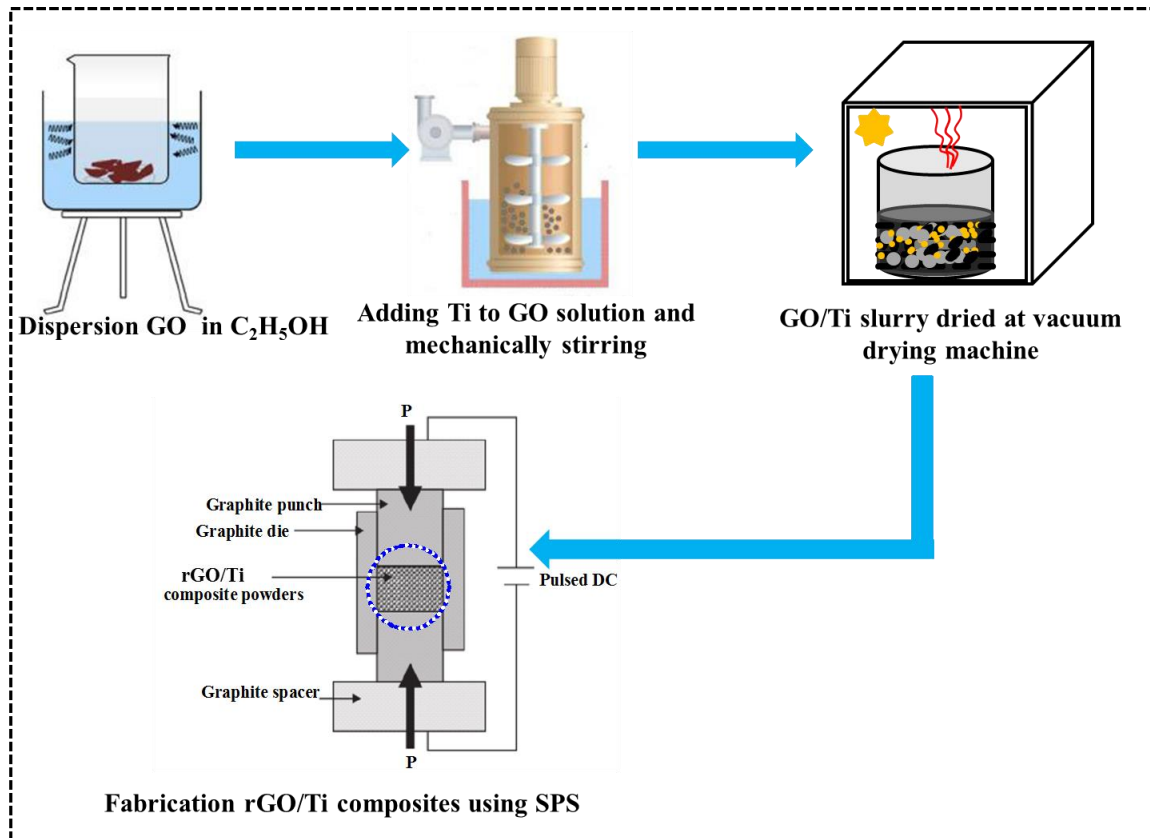 Dispersion GO in C₂H₅OH
Adding Ti to GO solution and
mechanically stirring
GO/Ti slurry dried at vacuum
drying machine
P
Graphite punch
Graphite die
rGO/Ti
composite powders
Pulsed DC
Graphite spacer
P
Fabrication rGO/Ti composites using SPS